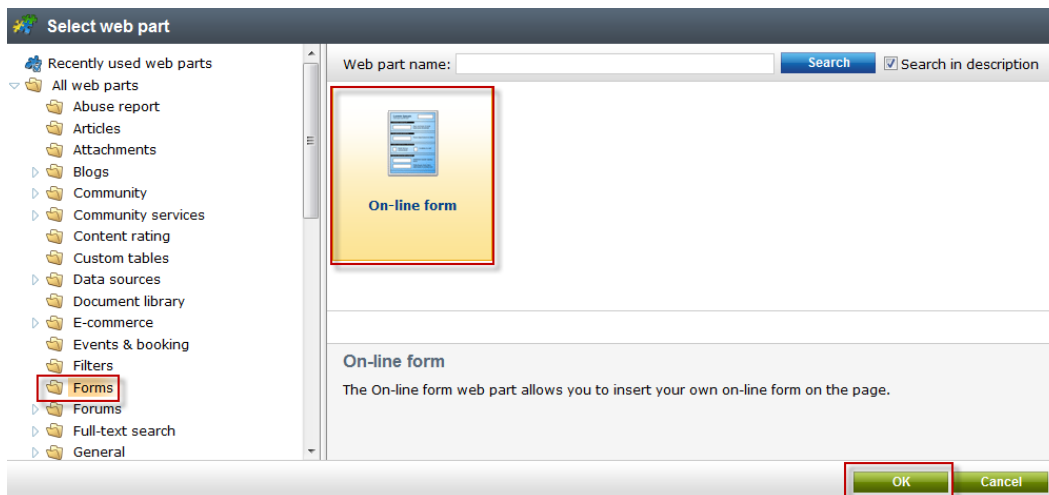 Select web part
Recently used web parts
All web parts
Abuse report
Articles
Attachments
Blogs
Community
Community services
Content rating
Custom tables
Data sources
Document library
E-commerce
Events & booking
Filters
Forms
Forums
Full-text search
General
Web part name:
Search
Search in description
On-line form
On-line form
The On-line form web part allows you to insert your own on-line form on the page.
OK
Cancel